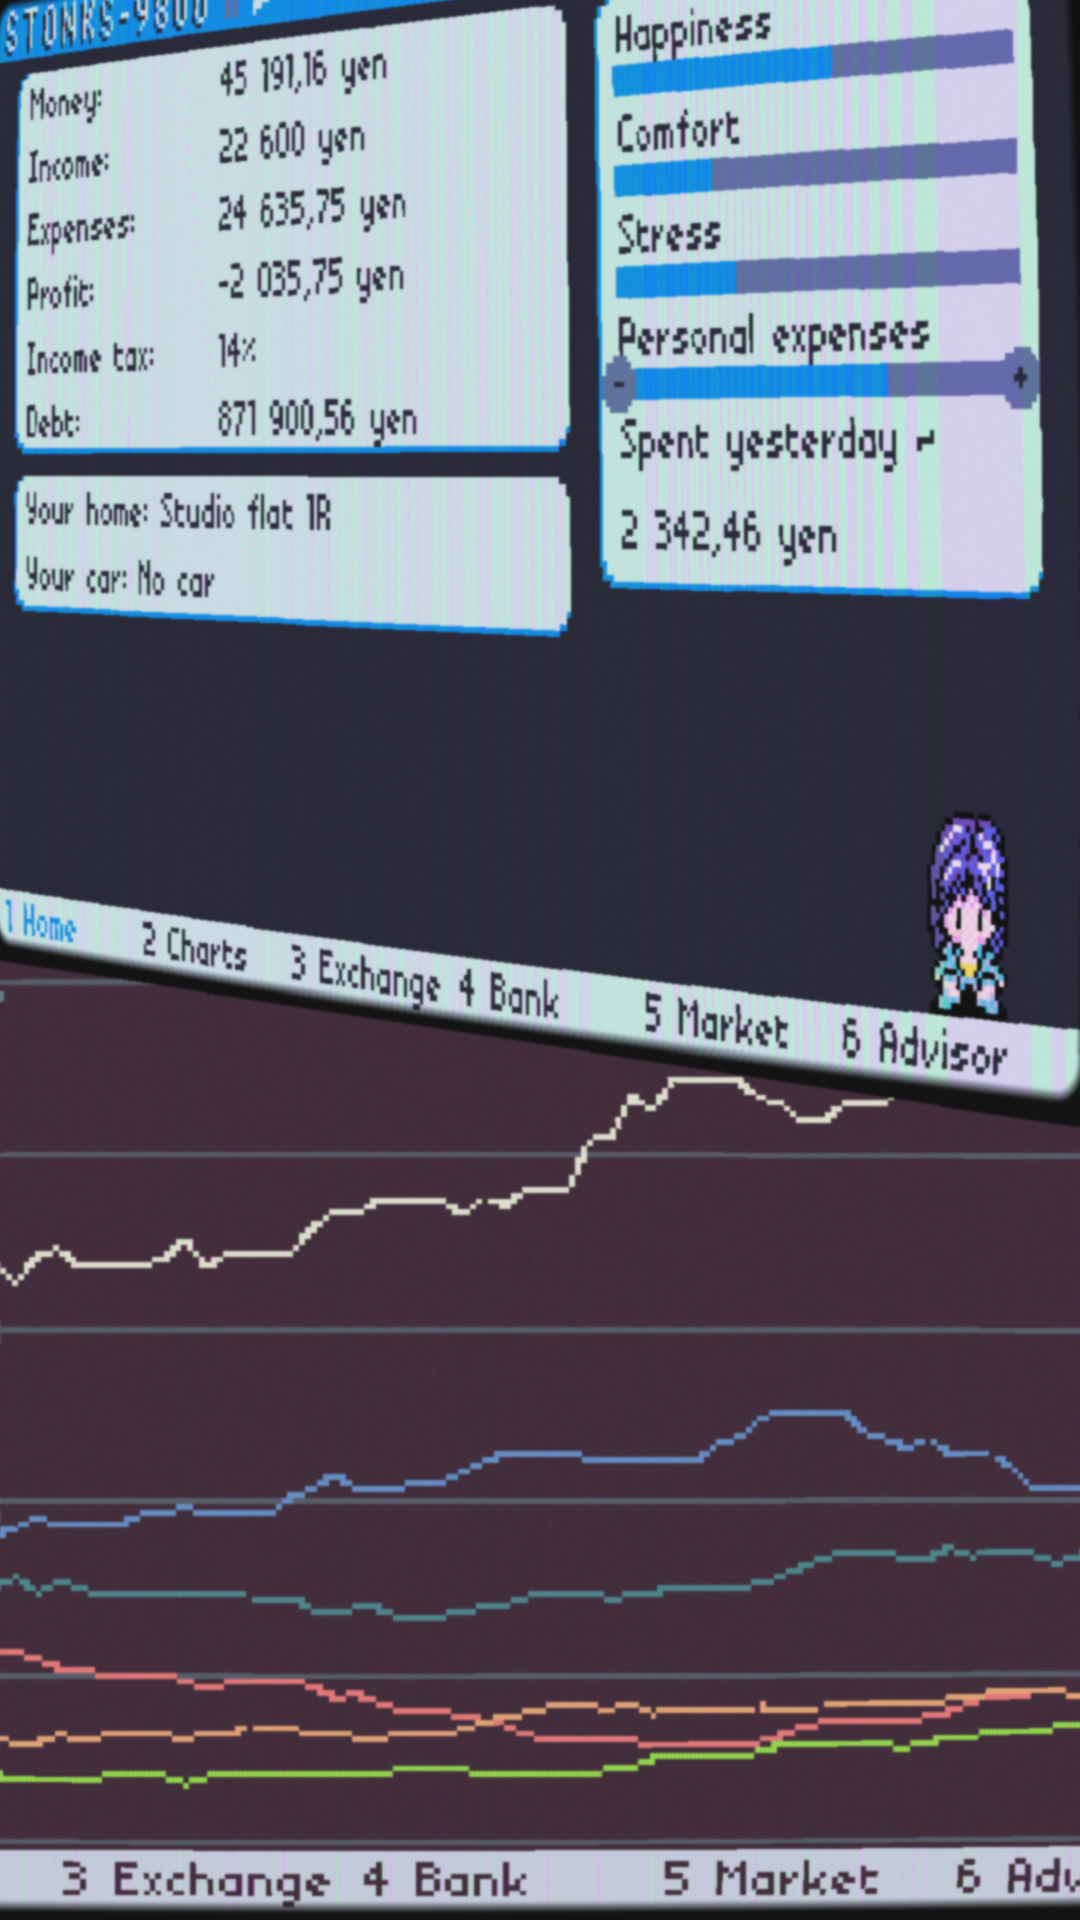 STONKS-9800
Money: 45 191,16 yen
Income: 22 600 yen
Expenses: 24 635,75 yen
Profit: -2 035,75 yen
Income tax: 14%
Debt: 871 900,56 yen
Your home: Studio flat 1R
Your car: No car
Happiness
Comfort
Stress
Personal expenses
- +
Spent yesterday
2 342,46 yen
1 Home 2 Charts 3 Exchange 4 Bank 5 Market 6 Advisor
3 Exchange 4 Bank 5 Market 6 Adv